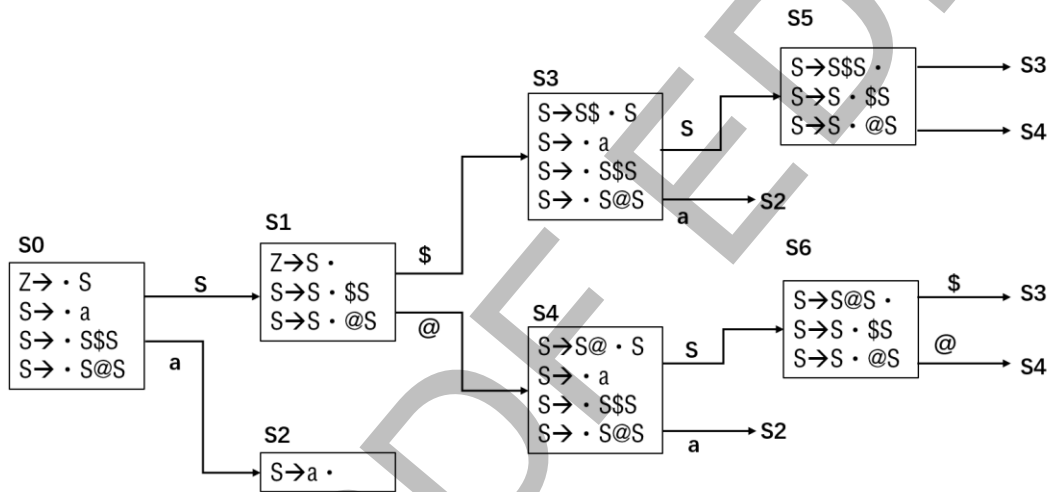 S0
Z→ · S
S→ · a
S→ · S$S
S→ · S@S
S
a
S1
Z→S ·
S→S · $S
S→S · @S
$
@
S2
S→a ·
S3
S→S$ · S
S→ · a
S→ · S$S
S→ · S@S
S
a
S2
S4
S→S@ · S
S→ · a
S→ · S$S
S→ · S@S
S
a
S2
S5
S→S$S ·
S→S · $S
S→S · @S
S3
S4
S6
S→S@S ·
S→S · $S
S→S · @S
$
S3
@
S4